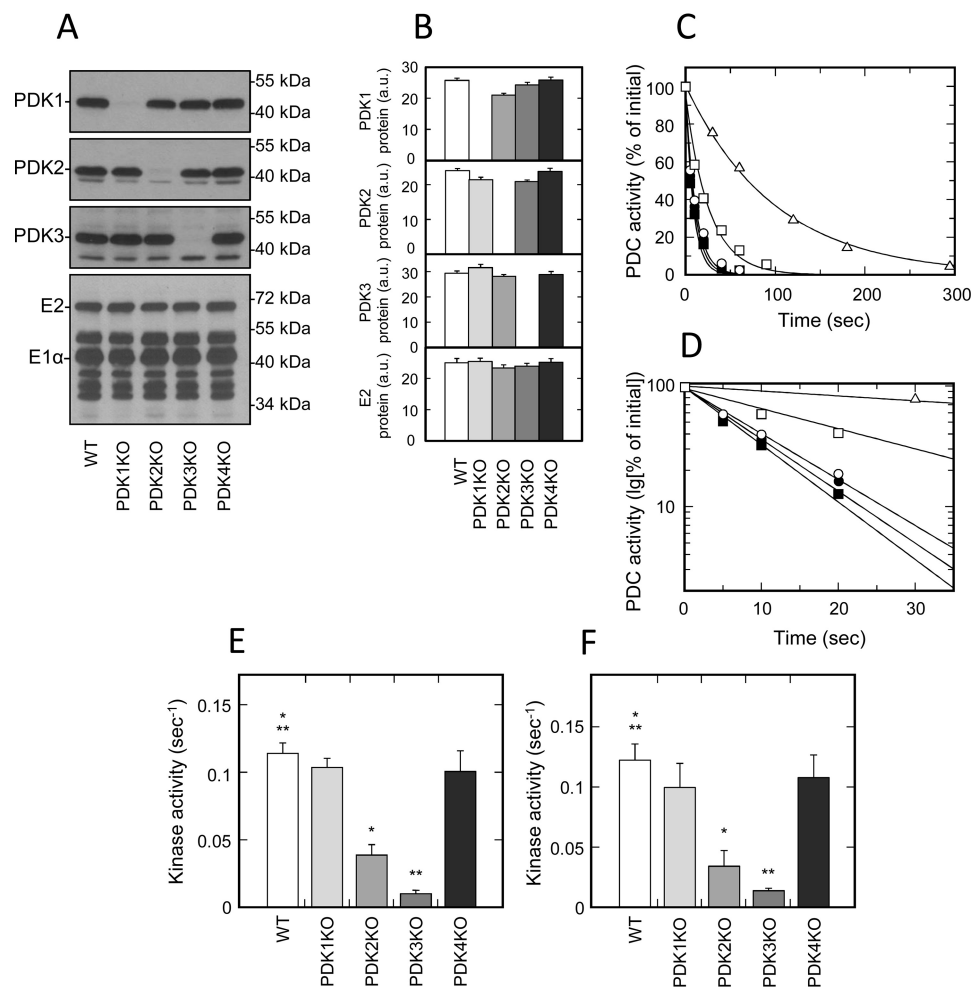 A
PDK1
55 kDa
40 kDa
PDK2
55 kDa
40 kDa
PDK3
55 kDa
40 kDa
E2
72 kDa
55 kDa
E1α
40 kDa
34 kDa
WT
PDK1KO
PDK2KO
PDK3KO
PDK4KO
B
PDK1
protein (a.u.)
30
20
10
0
PDK2
protein (a.u.)
20
10
0
PDK3
protein (a.u.)
30
20
10
0
E2
protein (a.u.)
20
10
0
WT
PDK1KO
PDK2KO
PDK3KO
PDK4KO
C
PDC activity (% of initial)
100
80
60
40
20
0
0
100
200
300
Time (sec)
D
PDC activity (lg[% of initial])
100
10
0
10
20
30
Time (sec)
E
Kinase activity (sec-1)
0.15
0.1
0.05
0
*
**
*
**
WT
PDK1KO
PDK2KO
PDK3KO
PDK4KO
F
Kinase activity (sec-1)
0.15
0.1
0.05
0
*
**
*
**
WT
PDK1KO
PDK2KO
PDK3KO
PDK4KO